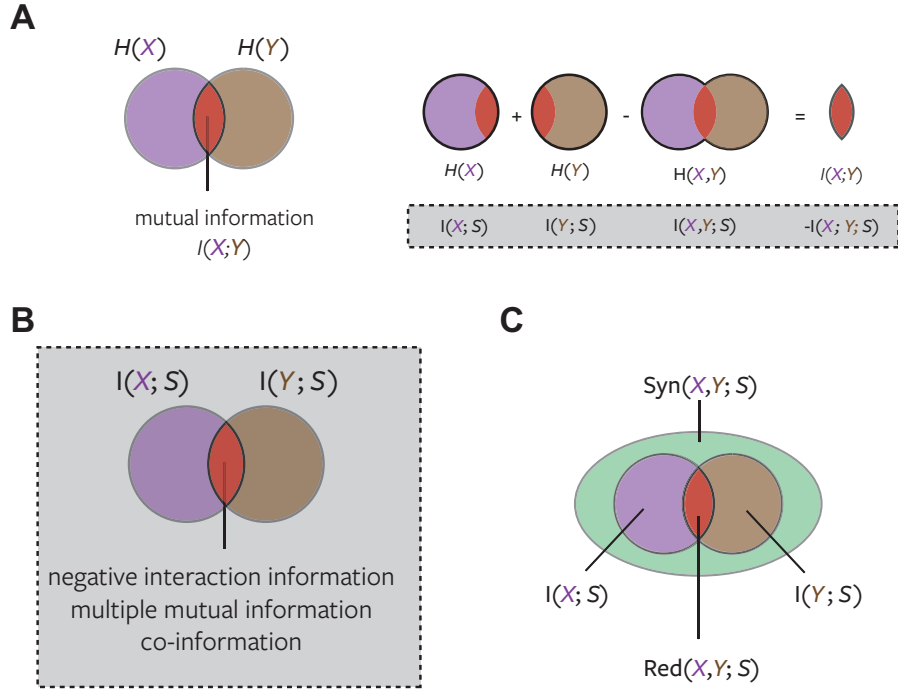 A
H(X) H(Y)
mutual information
I(X;Y)
+ - =
H(X) H(Y) H(X,Y) I(X;Y)
I(X; S) I(Y; S) I(X,Y; S) -I(X; Y; S)
B
I(X; S) I(Y; S)
negative interaction information
multiple mutual information
co-information
C
Syn(X,Y; S)
I(X; S) I(Y; S)
Red(X,Y; S)